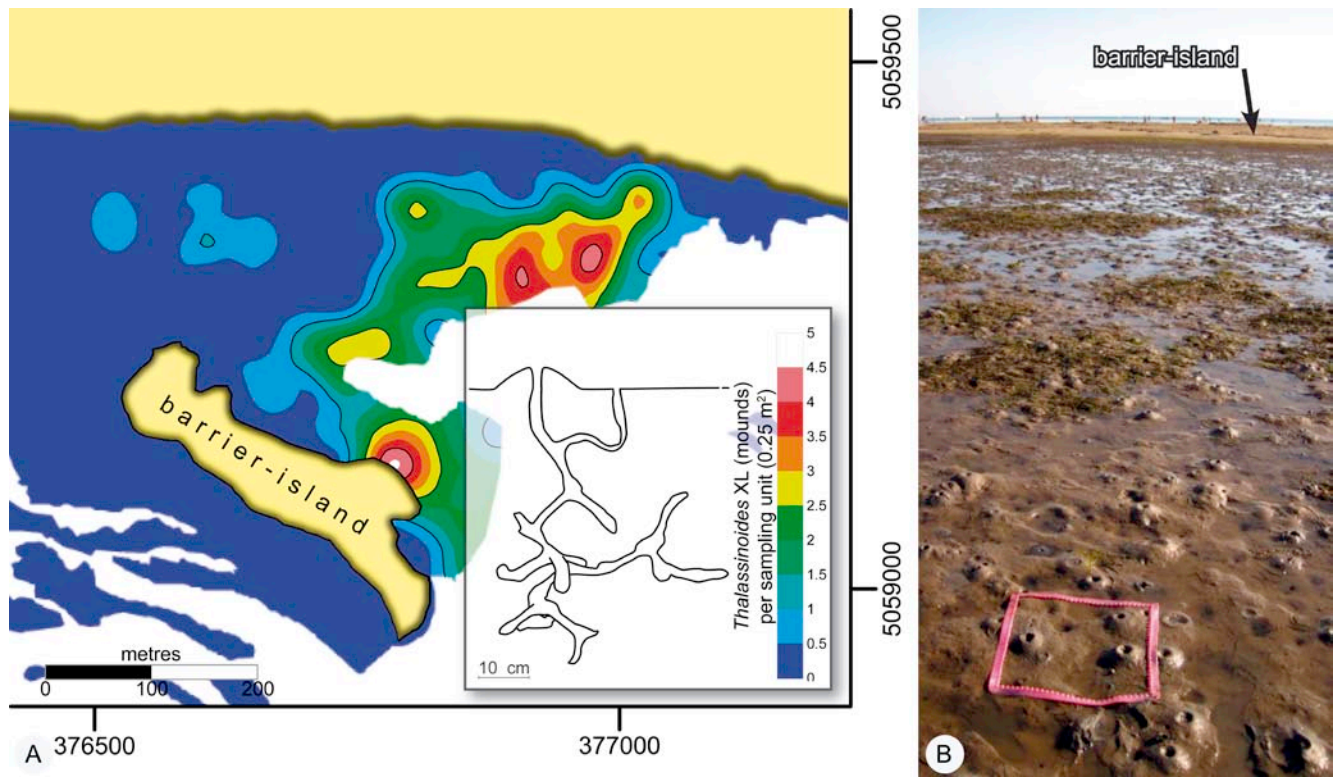 barrier-island
metres
0 100 200
A
376500
377000
5059500
5059000
10 cm
Thalassinoides XL (mounds
per sampling unit (0.25 m²)
5
4.5
4
3.5
3
2.5
2
1.5
1
0.5
0
barrier-island
B